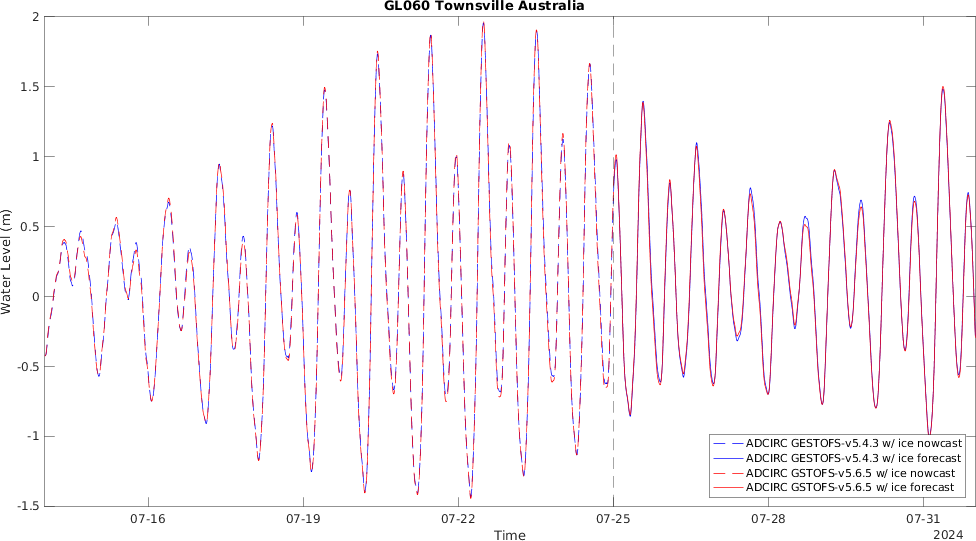 GL060 Townsville Australia
Water Level (m)
2
1.5
1
0.5
0
-0.5
-1
-1.5
ADCIRC GESTOFS-v5.4.3 w/ ice nowcast
ADCIRC GESTOFS-v5.4.3 w/ ice forecast
ADCIRC GSTOFS-v5.6.5 w/ ice nowcast
ADCIRC GSTOFS-v5.6.5 w/ ice forecast
07-16 07-19 07-22 07-25 07-28 07-31
Time 2024